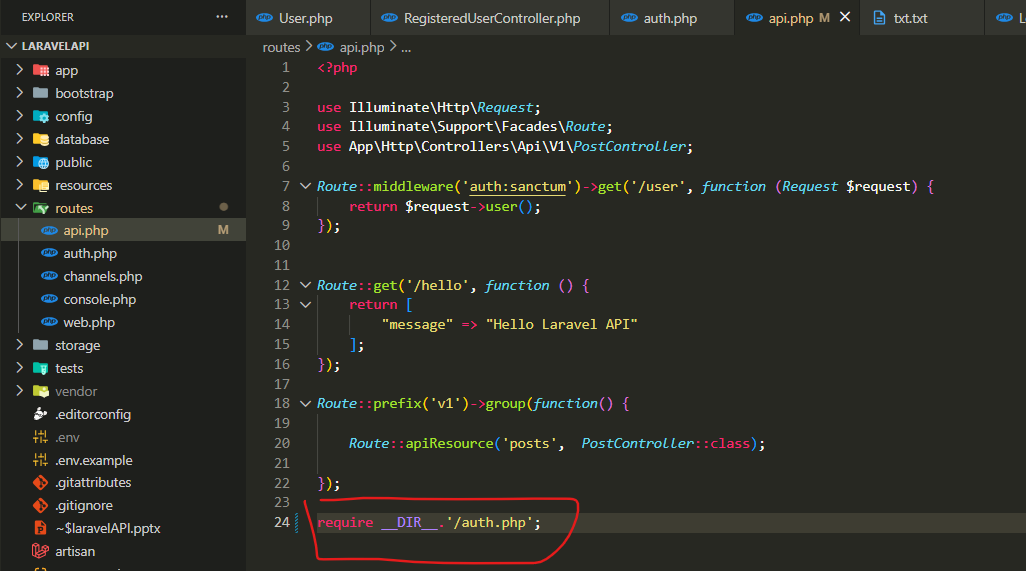 EXPLORER
···
User.php
RegisteredUserController.php
auth.php
api.php M
txt.txt
LARAVELAPI
app
bootstrap
config
database
public
resources
routes
api.php M
auth.php
channels.php
console.php
web.php
storage
tests
vendor
.editorconfig
.env
.env.example
.gitattributes
.gitignore
~$laravelAPI.pptx
artisan
routes > api.php > ...
1 <?php
2
3 use Illuminate\Http\Request;
4 use Illuminate\Support\Facades\Route;
5 use App\Http\Controllers\Api\V1\PostController;
6
7 Route::middleware('auth:sanctum')->get('/user', function (Request $request) {
8 return $request->user();
9 });
10
11
12 Route::get('/hello', function () {
13 return [
14 "message" => "Hello Laravel API"
15 ];
16 });
17
18 Route::prefix('v1')->group(function() {
19
20 Route::apiResource('posts', PostController::class);
21
22 });
23
24 require __DIR__.'/auth.php';